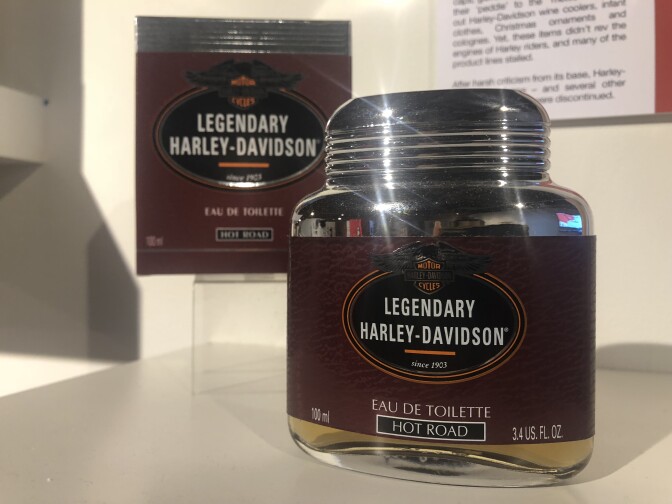 their 'peddle' to the
out Harley-Davidson wine coolers, infant
clothes, Christmas ornaments and
colognes. Yet, these items didn't rev the
engines of Harley riders, and many of the
product lines stalled.
After harsh criticism from its base, Harley-
– and several other
were discontinued.
MOTOR
CYCLES
LEGENDARY
HARLEY-DAVIDSON
since 1903
EAU DE TOILETTE
HOT ROAD
100 ml
MOTOR
HARLEY-DAVIDSON
CYCLES
LEGENDARY
HARLEY-DAVIDSON®
since 1903
EAU DE TOILETTE
HOT ROAD
100 ml
3.4 US. FL. OZ.